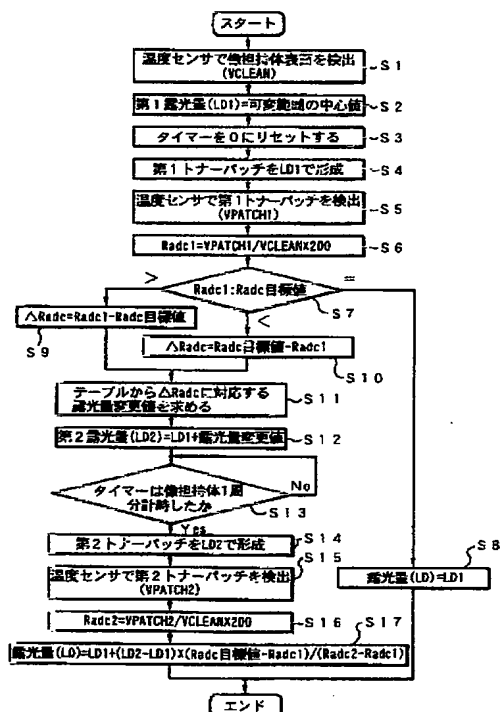 スタート
温度センサで像担持体表面を検出
(VCLEAN)
S1
第1露光量(LD1)=可変範囲の中心値
S2
タイマーを0にリセットする
S3
第1トナーパッチをLD1で形成
S4
温度センサで第1トナーパッチを検出
(VPATCH1)
S5
Radc1=VPATCH1/VCLEAN×200
S6
Radc1:Radc目標値
S7
>
=
<
△Radc=Radc1-Radc目標値
S9
△Radc=Radc目標値-Radc1
S10
テーブルから△Radcに対応する
露光量変更値を求める
S11
第2露光量(LD2)=LD1+露光量変更値
S12
タイマーは像担持体1周
分計時したか
No
S13
Yes
第2トナーパッチをLD2で形成
S14
温度センサで第2トナーパッチを検出
(VPATCH2)
S15
露光量(LD)=LD1
S8
Radc2=VPATCH2/VCLEAN×200
S16
露光量(LD)=LD1+(LD2-LD1)×(Radc目標値-Radc1)/(Radc2-Radc1)
S17
エンド